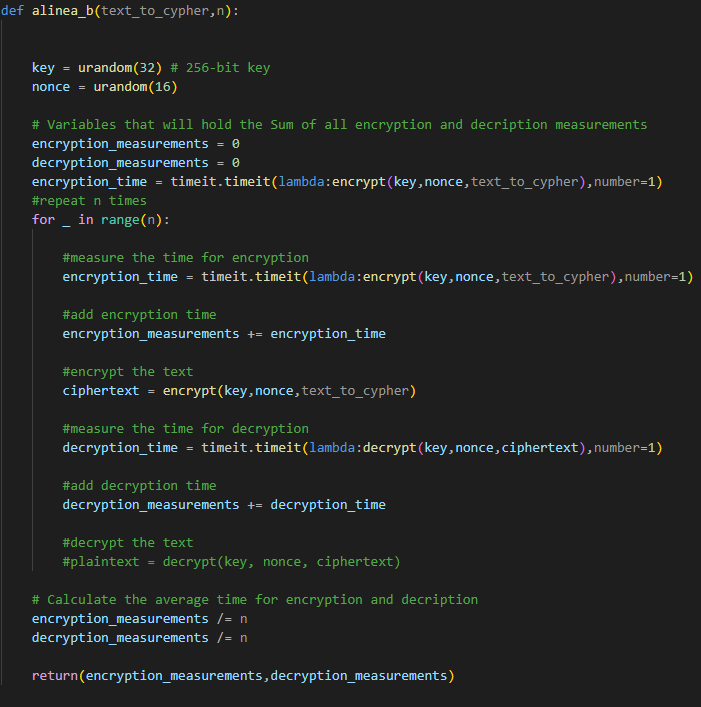 def alinea_b(text_to_cypher,n):
key = urandom(32) # 256-bit key
nonce = urandom(16)
# Variables that will hold the Sum of all encryption and decription measurements
encryption_measurements = 0
decryption_measurements = 0
encryption_time = timeit.timeit(lambda:encrypt(key,nonce,text_to_cypher),number=1)
#repeat n times
for _ in range(n):
#measure the time for encryption
encryption_time = timeit.timeit(lambda:encrypt(key,nonce,text_to_cypher),number=1)
#add encryption time
encryption_measurements += encryption_time
#encrypt the text
ciphertext = encrypt(key,nonce,text_to_cypher)
#measure the time for decryption
decryption_time = timeit.timeit(lambda:decrypt(key,nonce,ciphertext),number=1)
#add decryption time
decryption_measurements += decryption_time
#decrypt the text
#plaintext = decrypt(key, nonce, ciphertext)
# Calculate the average time for encryption and decription
encryption_measurements /= n
decryption_measurements /= n
return(encryption_measurements,decryption_measurements)